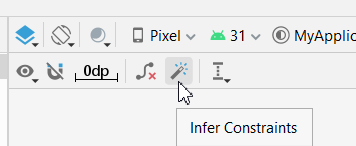 Pixel 31 MyApplic
0dp
Infer Constraints